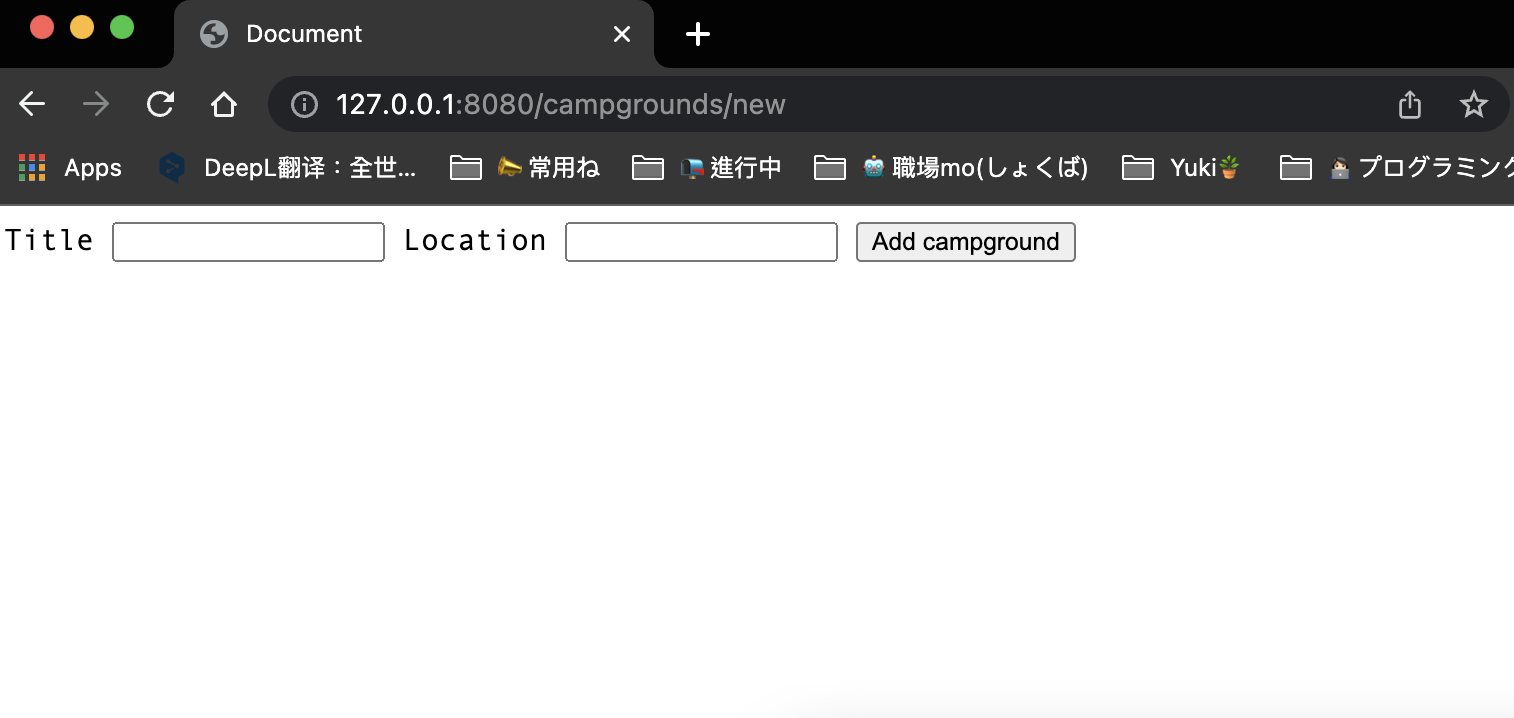 Document
127.0.0.1:8080/campgrounds/new
Apps DeepL翻译：全世... 常用ね 進行中 職場mo(しょくば) Yuki プログラミング
Title Location Add campground